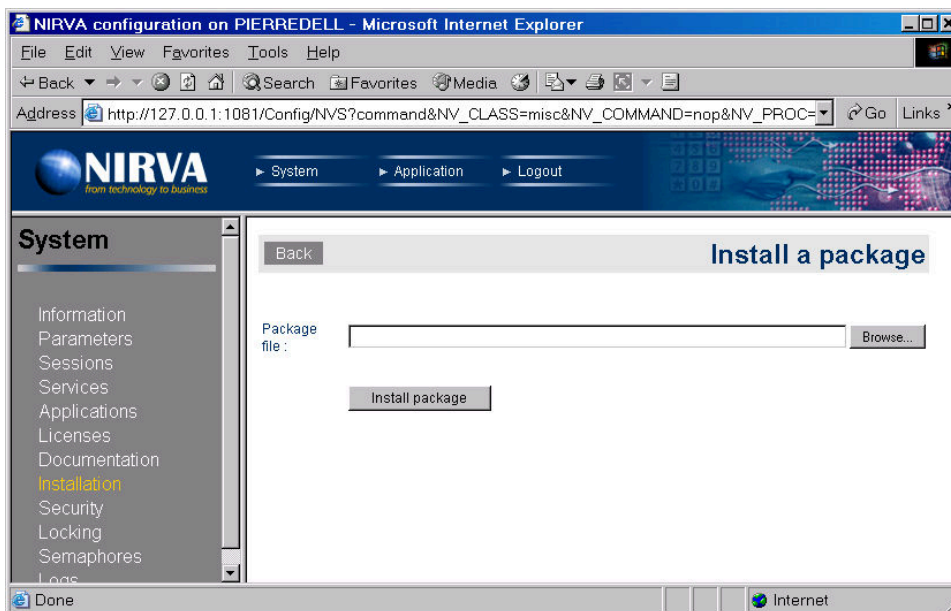 NIRVA configuration on PIERREDELL - Microsoft Internet Explorer
File Edit View Favorites Tools Help
Back Search Favorites Media
Address http://127.0.0.1:1081/Config/NVS?command&NV_CLASS=misc&NV_COMMAND=nop&NV_PROC= Go Links
NIRVA
from technology to business
System Application Logout
System
Information
Parameters
Sessions
Services
Applications
Licenses
Documentation
Installation
Security
Locking
Semaphores
Logs
Back
Install a package
Package
file :
Browse...
Install package
Done
Internet